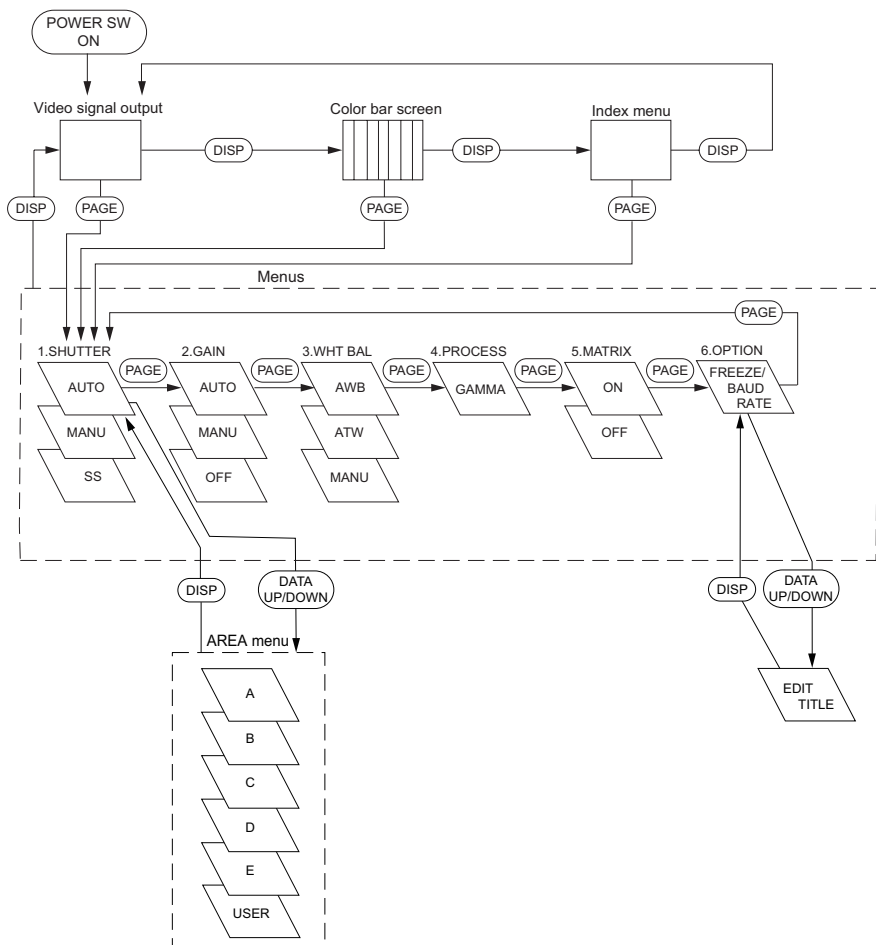 POWER SW
ON
Video signal output
Color bar screen
Index menu
DISP
DISP
DISP
DISP
PAGE
PAGE
PAGE
Menus
PAGE
1.SHUTTER
2.GAIN
3.WHT BAL
4.PROCESS
5.MATRIX
6.OPTION
AUTO
PAGE
AUTO
PAGE
AWB
PAGE
GAMMA
PAGE
ON
PAGE
FREEZE/
BAUD
RATE
MANU
MANU
ATW
OFF
SS
OFF
MANU
DISP
DATA
UP/DOWN
DISP
DATA
UP/DOWN
AREA menu
A
B
C
D
E
USER
EDIT
TITLE